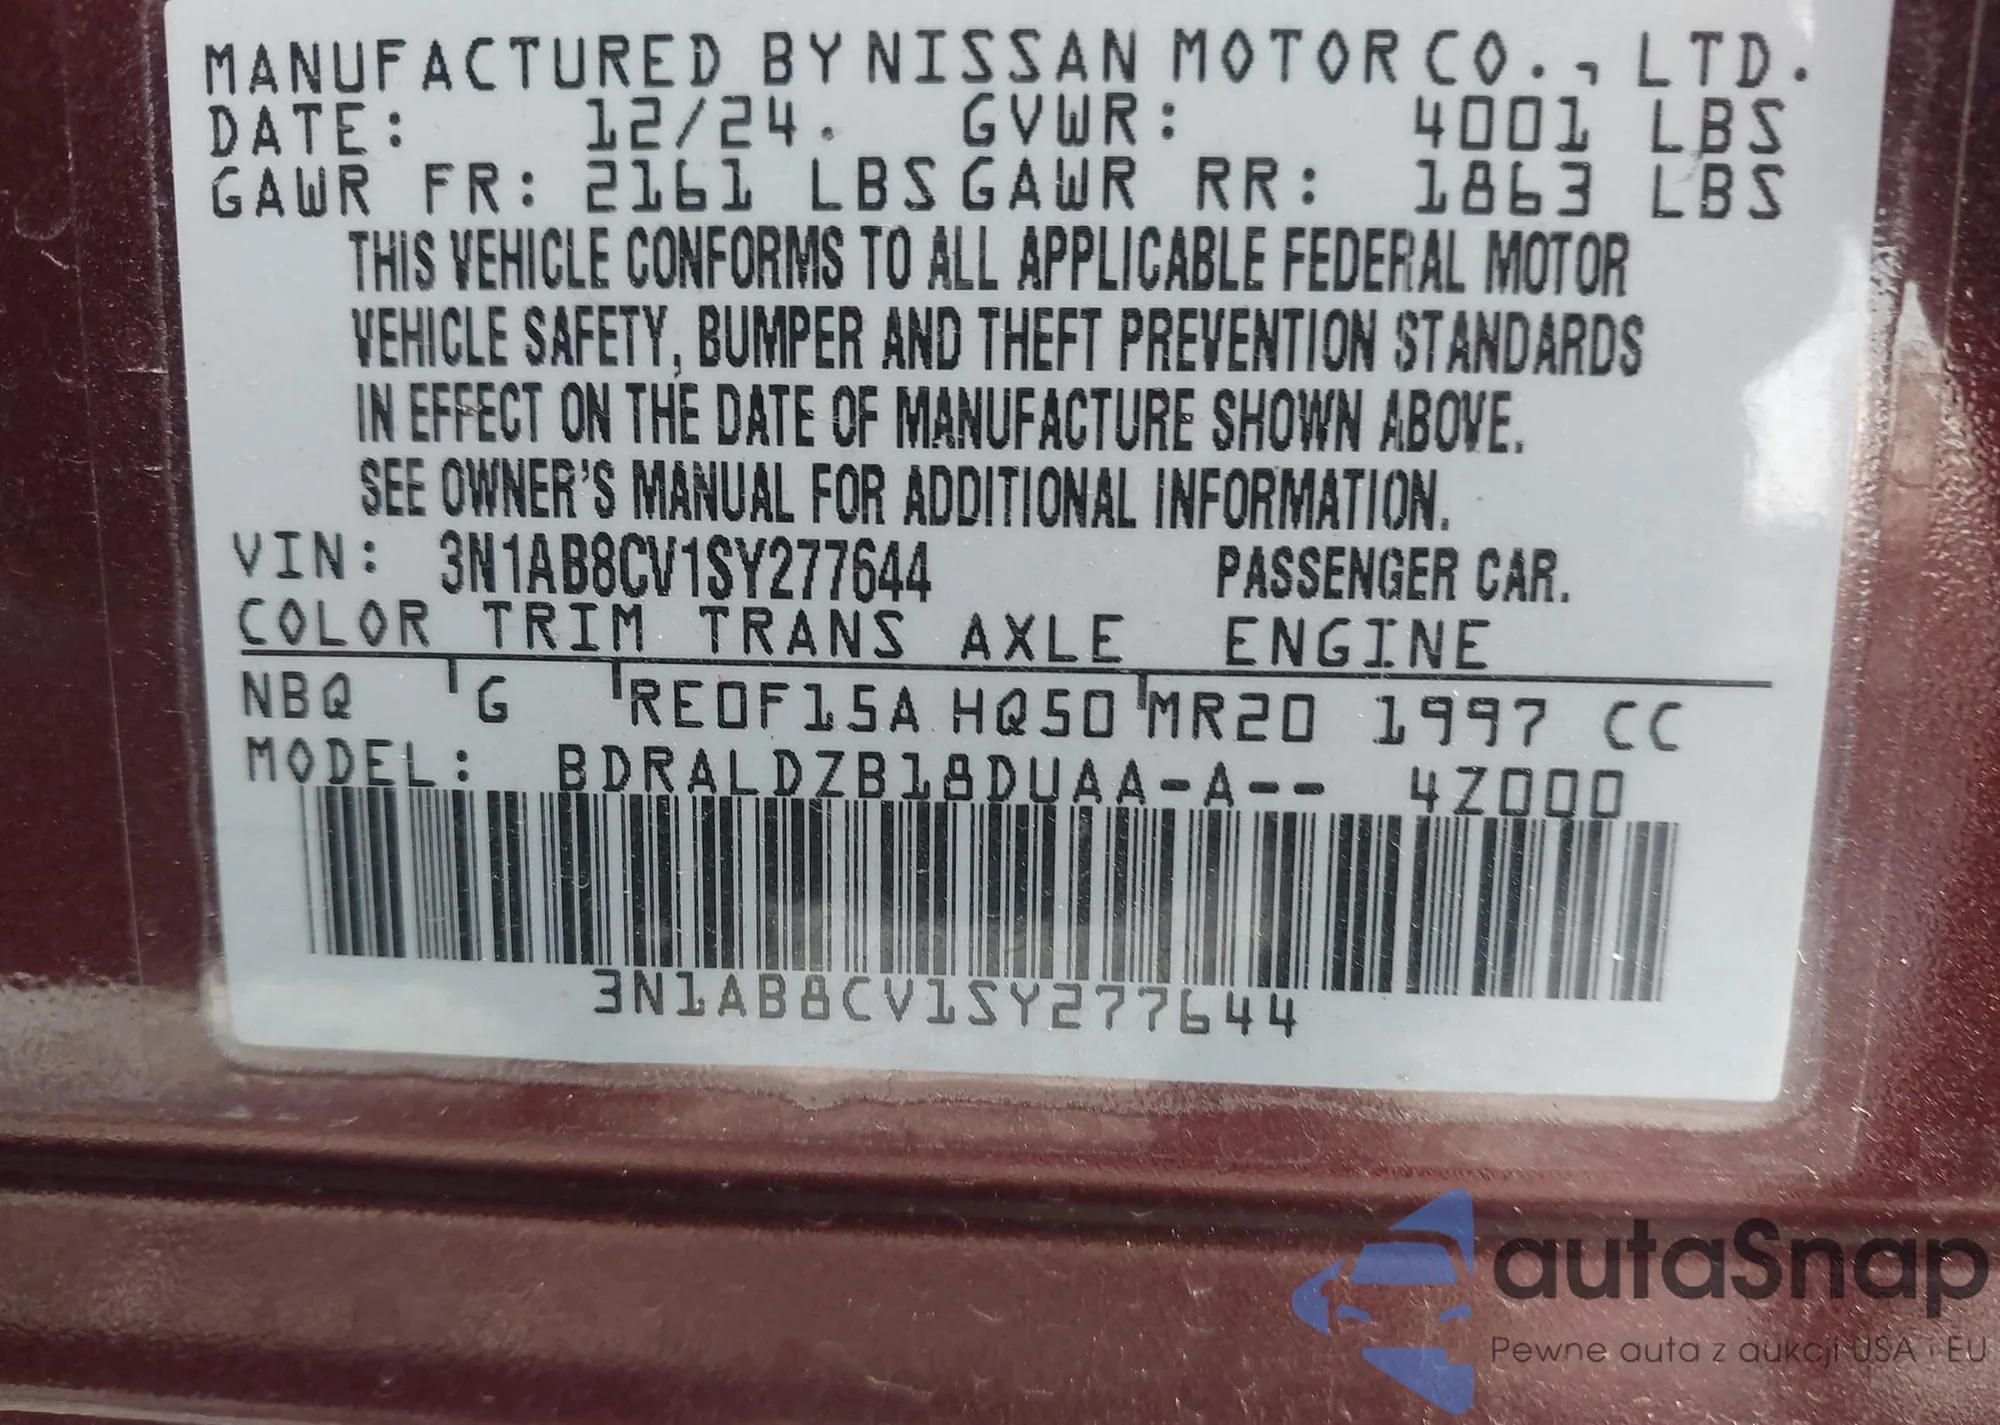 MANUFACTURED BY NISSAN MOTOR CO., LTD.
DATE: 12/24. GVWR: 4001 LBS
GAWR FR: 2161 LBS GAWR RR: 1863 LBS
THIS VEHICLE CONFORMS TO ALL APPLICABLE FEDERAL MOTOR
VEHICLE SAFETY, BUMPER AND THEFT PREVENTION STANDARDS
IN EFFECT ON THE DATE OF MANUFACTURE SHOWN ABOVE.
SEE OWNER'S MANUAL FOR ADDITIONAL INFORMATION.
VIN: 3N1AB8CV1SY277644 PASSENGER CAR.
COLOR TRIM TRANS AXLE ENGINE
NBQ G RE0F15A HQ50 MR20 1997 CC
MODEL: BDRALDZB18DUAA-A-- 4Z000
3N1AB8CV1SY277644
autaSnap
Pewne auta z aukcji USA i EU